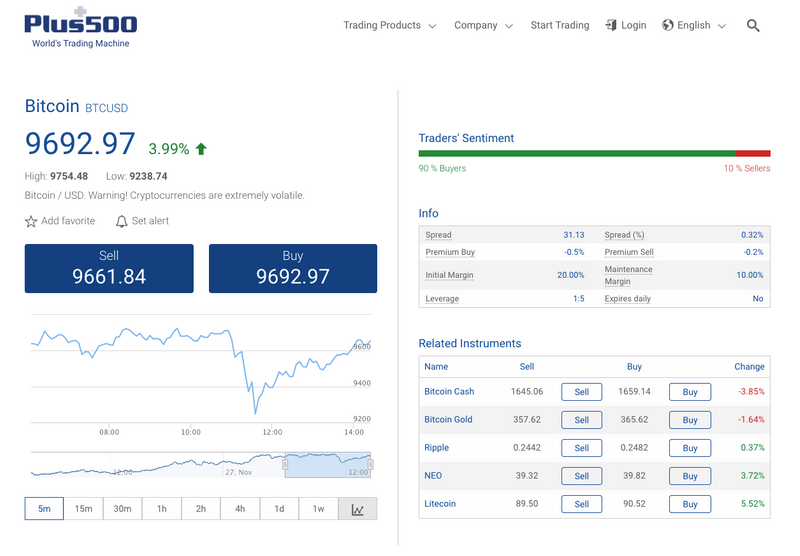 Plus500
World's Trading Machine
Trading Products
Company
Start Trading
Login
English
Bitcoin BTCUSD
9692.97 3.99%
High: 9754.48 Low: 9238.74
Bitcoin / USD. Warning! Cryptocurrencies are extremely volatile.
Add favorite
Set alert
Sell
9661.84
Buy
9692.97
9600
9400
9200
08:00 10:00 12:00 14:00
12:00 27. Nov 12:00
5m 15m 30m 1h 2h 4h 1d 1w
Traders' Sentiment
90 % Buyers 10 % Sellers
Info
Spread 31.13 Spread (%) 0.32%
Premium Buy -0.5% Premium Sell -0.2%
Initial Margin 20.00% Maintenance Margin 10.00%
Leverage 1:5 Expires daily No
Related Instruments
Name Sell Buy Change
Bitcoin Cash 1645.06 Sell 1659.14 Buy -3.85%
Bitcoin Gold 357.62 Sell 365.62 Buy -1.64%
Ripple 0.2442 Sell 0.2482 Buy 0.37%
NEO 39.32 Sell 39.82 Buy 3.72%
Litecoin 89.50 Sell 90.52 Buy 5.52%